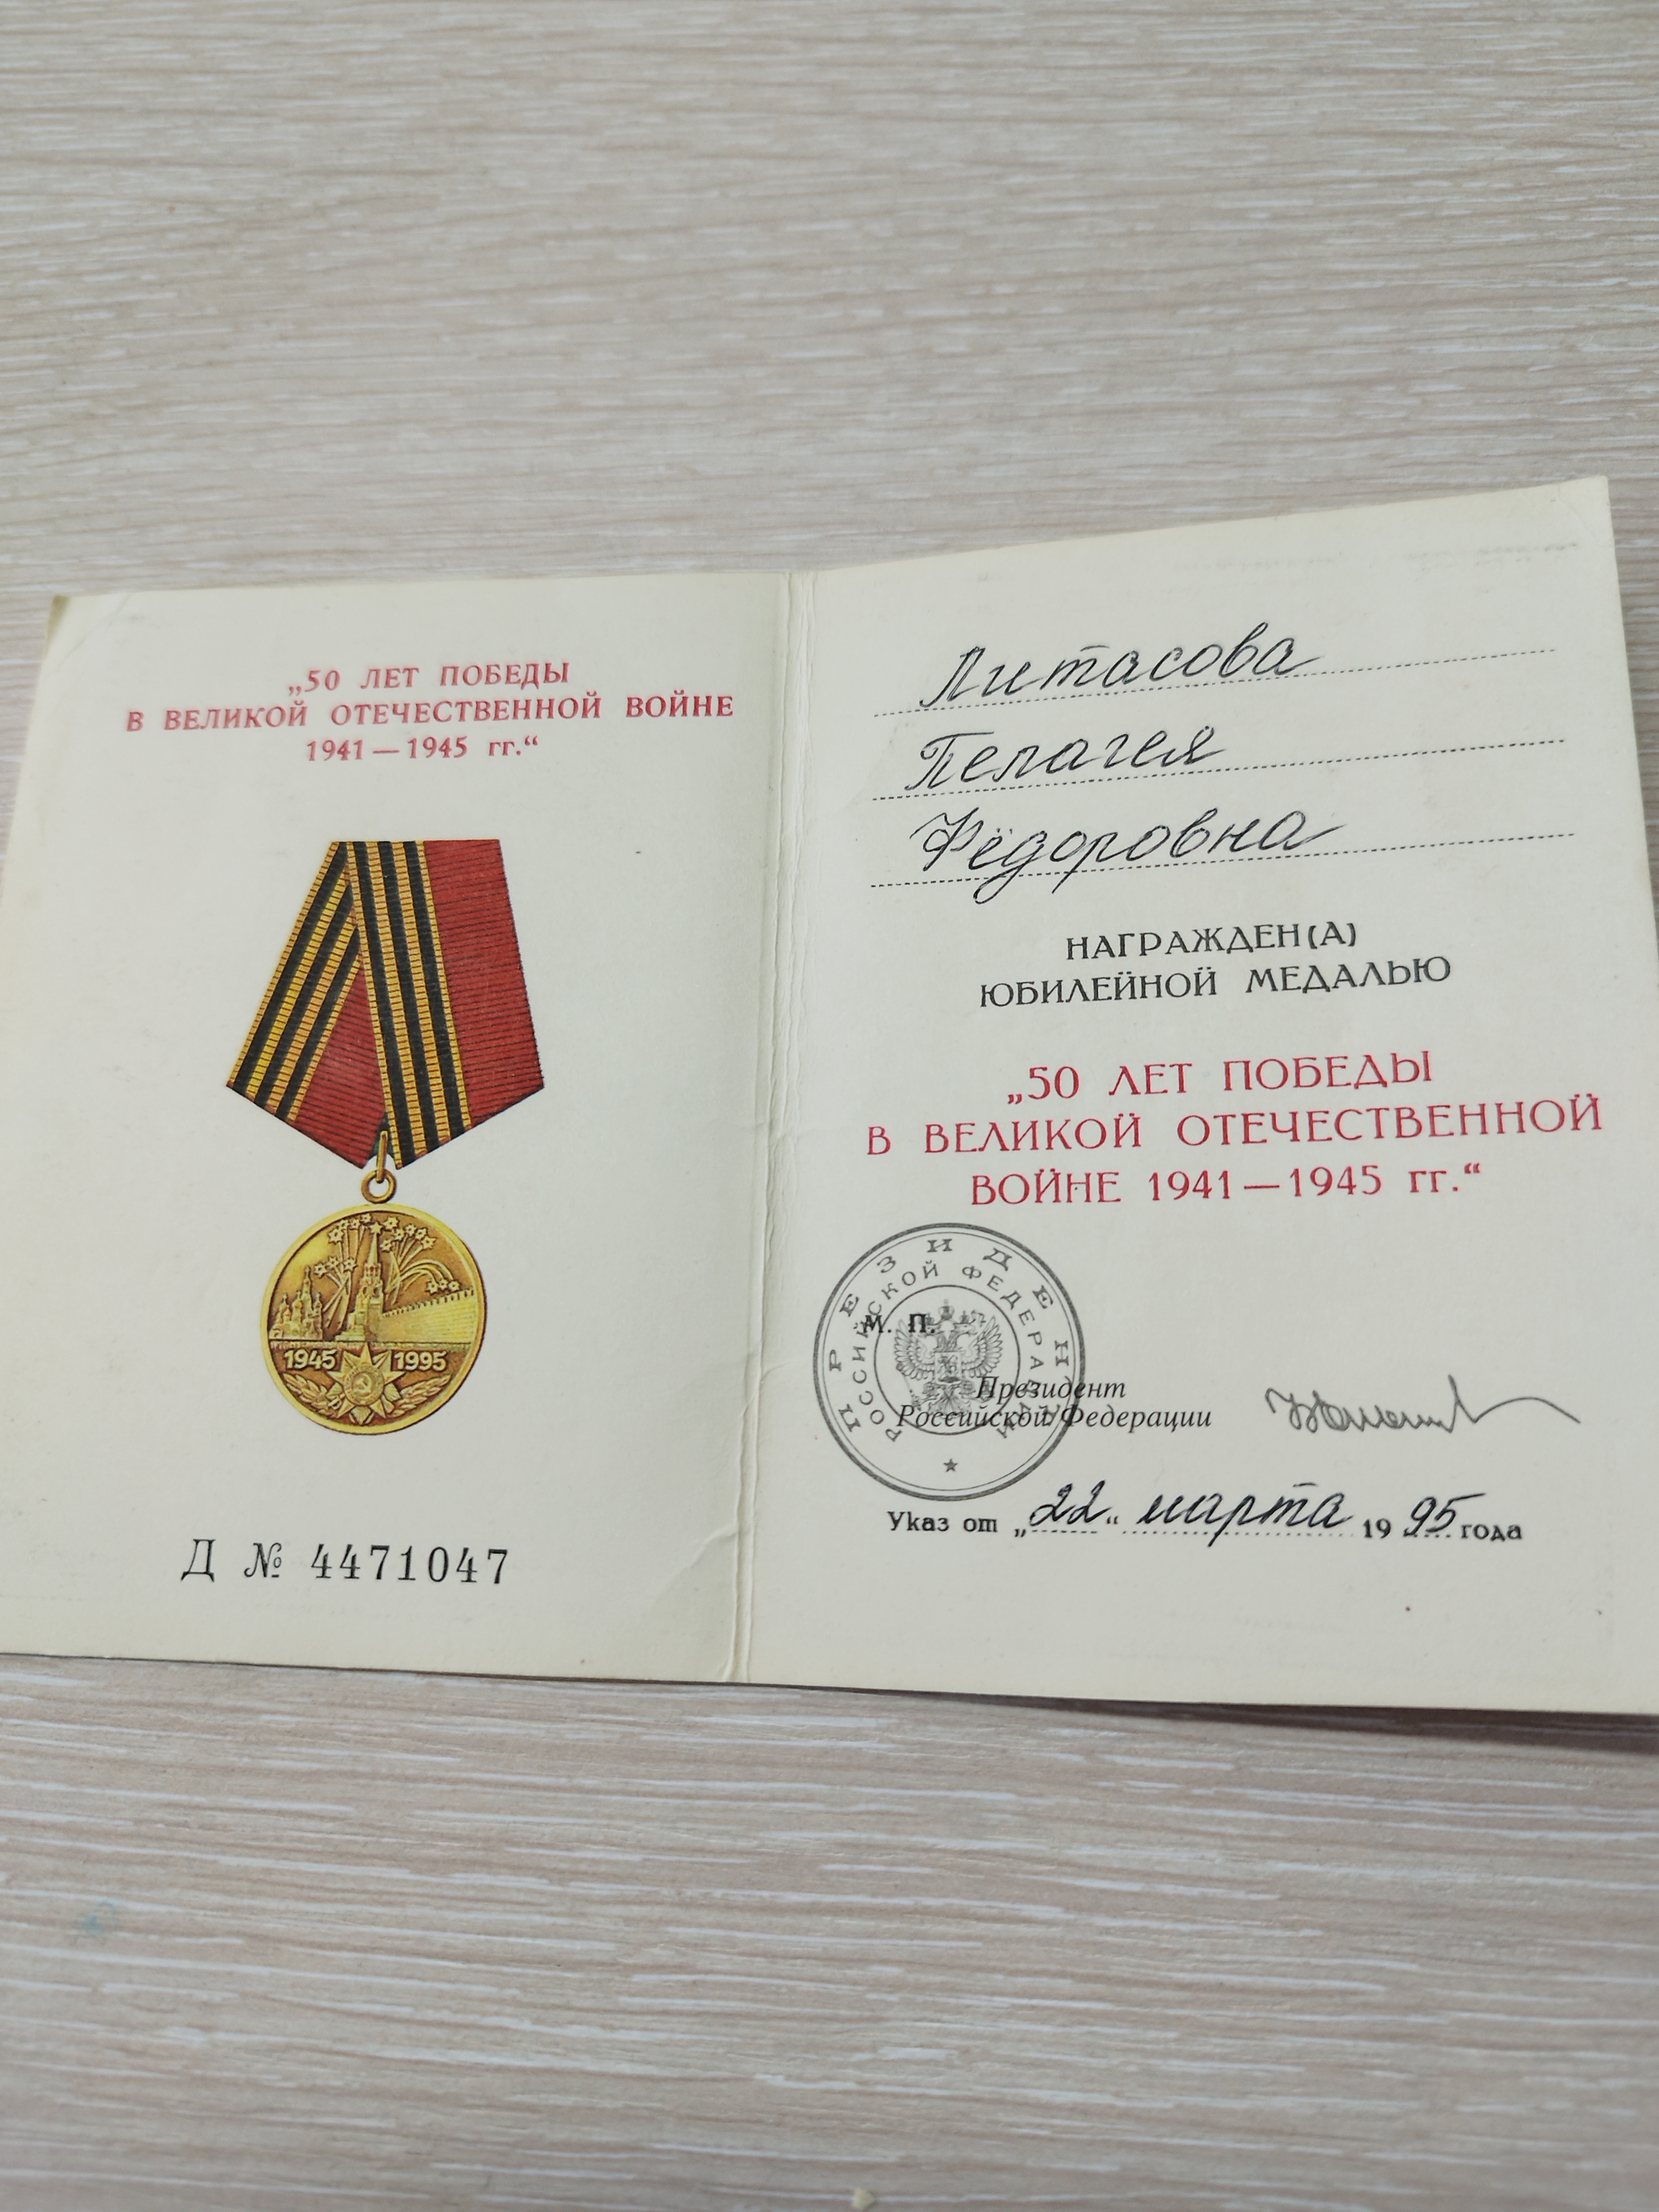 „50 ЛЕТ ПОБЕДЫ
В ВЕЛИКОЙ ОТЕЧЕСТВЕННОЙ ВОЙНЕ
1941—1945 гг.“
1945 1995
Д № 4471047
Литасова
Пелагея
Фёдоровна
НАГРАЖДЕН(А)
ЮБИЛЕЙНОЙ МЕДАЛЬЮ
„50 ЛЕТ ПОБЕДЫ
В ВЕЛИКОЙ ОТЕЧЕСТВЕННОЙ
ВОЙНЕ 1941—1945 гг.“
ПРЕЗИДЕНТ
РОССИЙСКОЙ ФЕДЕРАЦИИ
М. П.
Президент
Российской Федерации
Указ от „22“ марта 1995 года